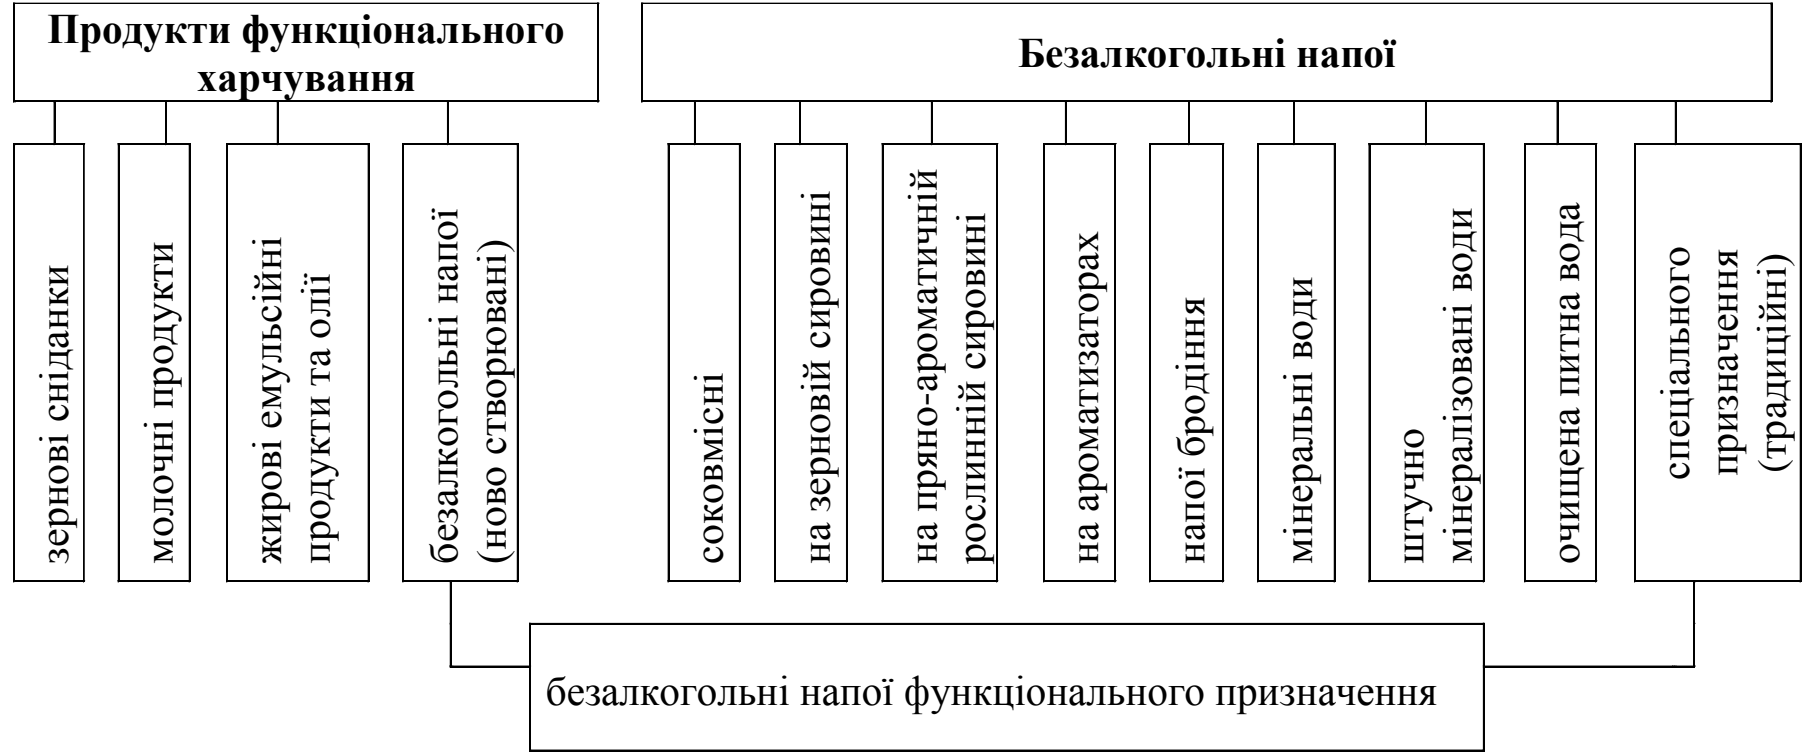 Продукти функціонального
харчування
Безалкогольні напої
зернові сніданки
молочні продукти
жирові емульсійні
продукти та олії
безалкогольні напої
(ново створювані)
соковмісні
на зерновій сировині
на пряно-ароматичній
рослинній сировині
на ароматизаторах
напої бродіння
мінеральні води
штучно
мінералізовані води
очищена питна вода
спеціального
призначення
(традиційні)
безалкогольні напої функціонального призначення